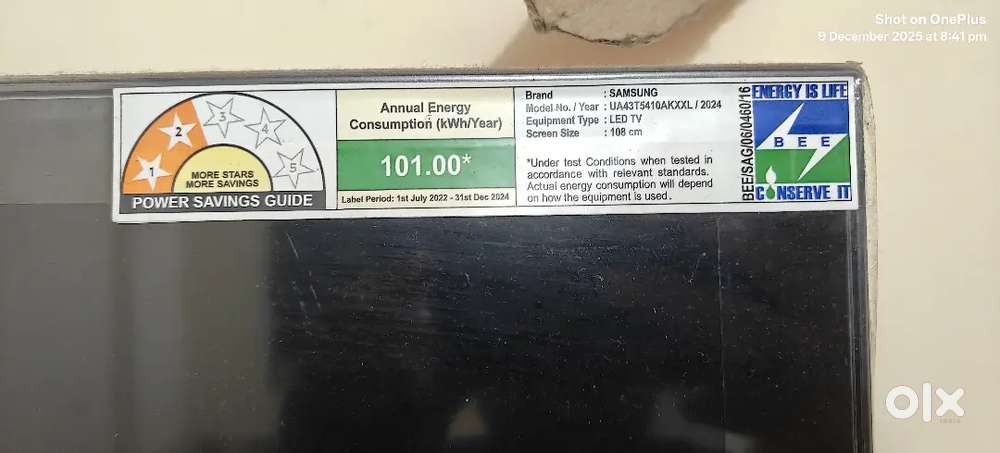 Shot on OnePlus
9 December 2025 at 8:41 pm
1
2
3
4
5
MORE STARS
MORE SAVINGS
POWER SAVINGS GUIDE
Annual Energy
Consumption (kWh/Year)
101.00*
Label Period: 1st July 2022 - 31st Dec 2024
Brand : SAMSUNG
Model No. / Year : UA43T5410AKXXL / 2024
Equipment Type : LED TV
Screen Size : 108 cm
*Under test Conditions when tested in
accordance with relevant standards.
Actual energy consumption will depend
on how the equipment is used.
BEE/SAG/06/0460/16
ENERGY IS LIFE
BEE
CONSERVE IT
olx